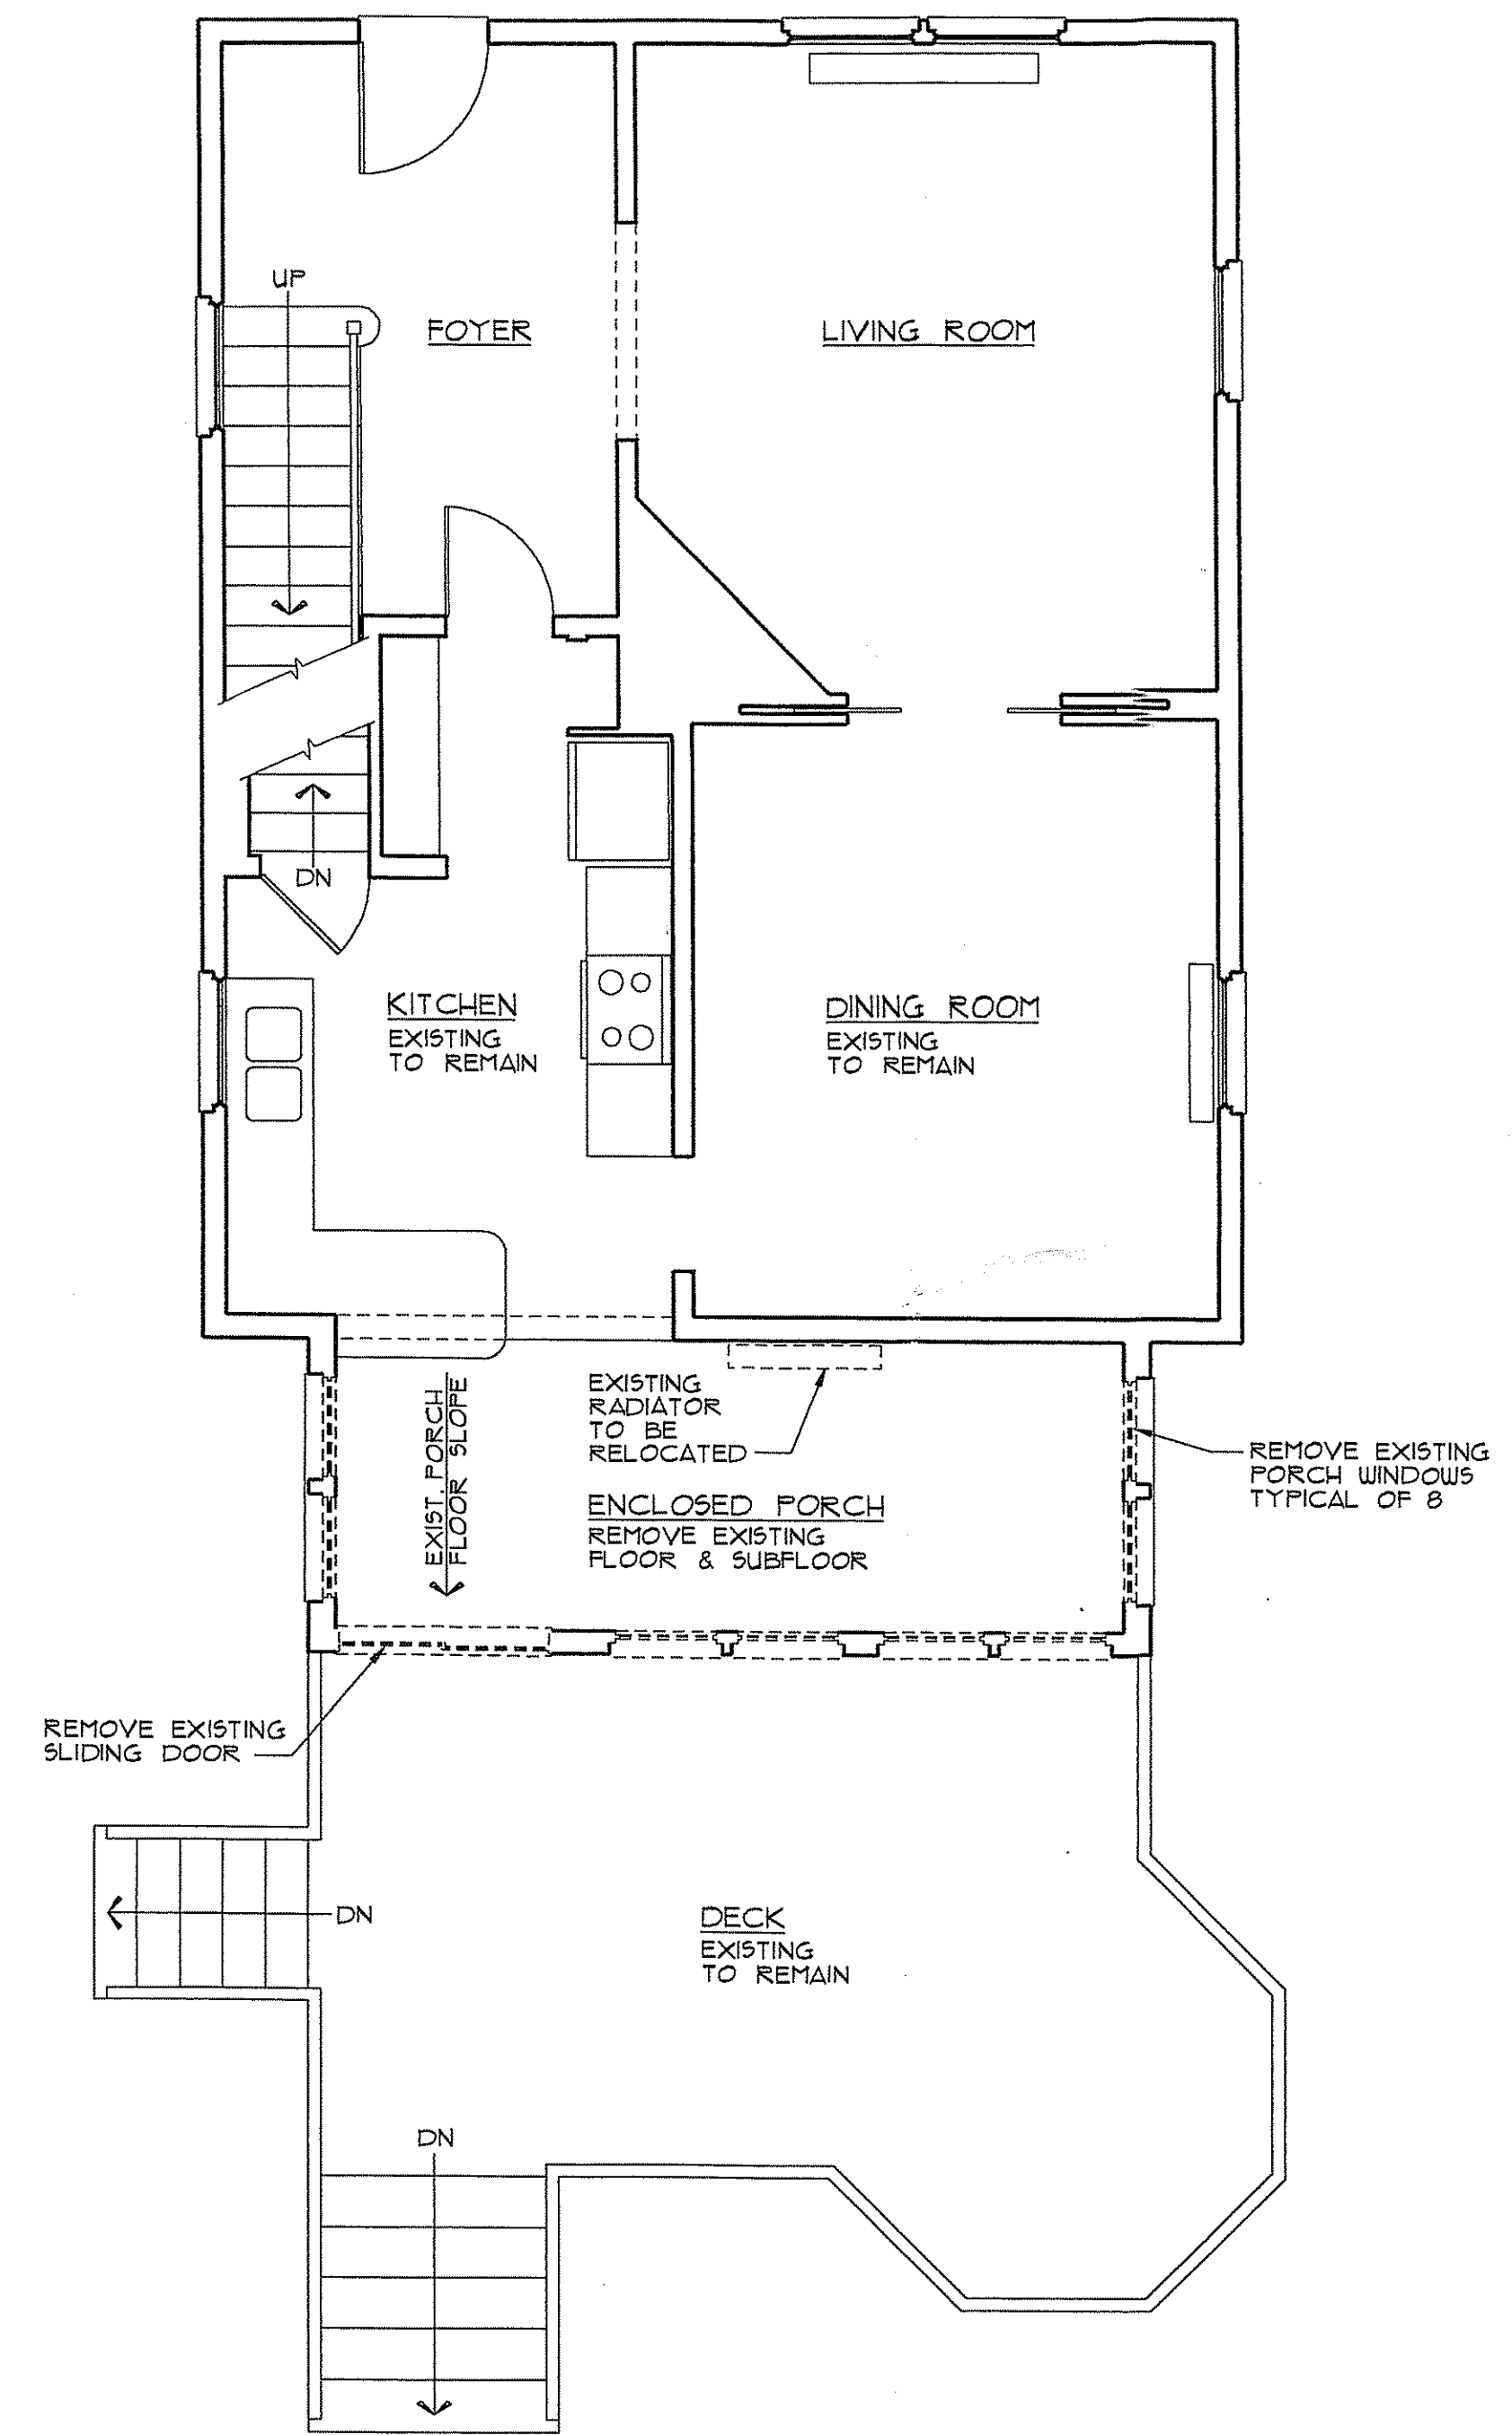 UP
FOYER
LIVING ROOM
DN
KITCHEN
EXISTING
TO REMAIN
DINING ROOM
EXISTING
TO REMAIN
EXIST. PORCH
FLOOR SLOPE
EXISTING
RADIATOR
TO BE
RELOCATED
ENCLOSED PORCH
REMOVE EXISTING
FLOOR & SUBFLOOR
REMOVE EXISTING
PORCH WINDOWS
TYPICAL OF 8
REMOVE EXISTING
SLIDING DOOR
DN
DECK
EXISTING
TO REMAIN
DN